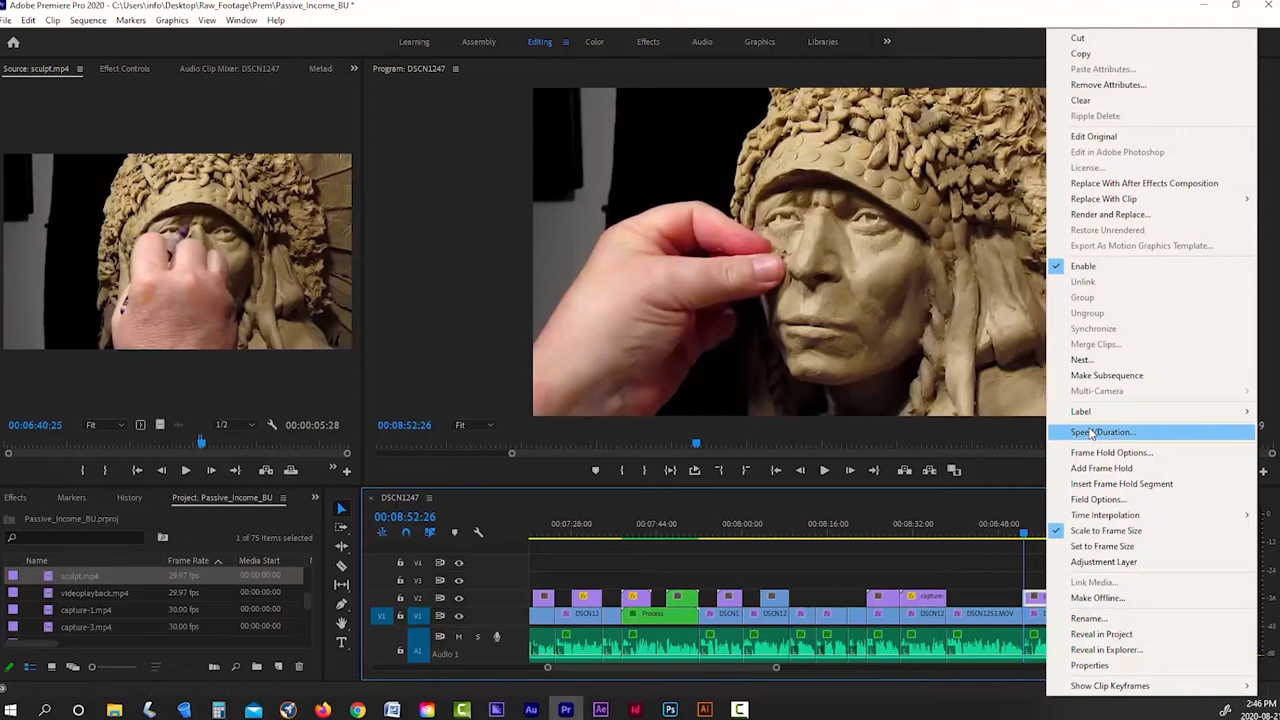 Adobe Premiere Pro 2020 - C:\Users\info\Desktop\Raw_Footage\Prem\Passive_Income_BU *
File Edit Clip Sequence Markers Graphics View Window Help
Learning Assembly Editing Color Effects Audio Graphics Libraries
Source: sculpt.mp4 Effect Controls Audio Clip Mixer: DSCN1247 Metad
Program: DSCN1247
00:06:40:25 Fit 1/2 00:00:05:28
00:08:52:26 Fit
Effects Markers History Project: Passive_Income_BU
Passive_Income_BU.prproj
1 of 75 items selected
Name Frame Rate Media Start
sculpt.mp4 29.97 fps 00:00:00:00
videoplayback.mp4 29.97 fps 00:00:00:00
capture-1.mp4 30.00 fps 00:00:00:00
capture-3.mp4 30.00 fps 00:00:00:00
DSCN1247
00:08:52:26
00:07:28:00 00:07:44:00 00:08:00:00 00:08:16:00 00:08:32:00 00:08:48:00
V4
V3
V2 capture-
V1 V1 DSCN12 Process DSCN1 DSCN12 DSCN12 DSCN1253.MOV
A1 M S
Audio 1
Cut
Copy
Paste Attributes...
Remove Attributes...
Clear
Ripple Delete
Edit Original
Edit in Adobe Photoshop
License...
Replace With After Effects Composition
Replace With Clip
Render and Replace...
Restore Unrendered
Export As Motion Graphics Template...
Enable
Unlink
Group
Ungroup
Synchronize
Merge Clips...
Nest...
Make Subsequence
Multi-Camera
Label
Speed/Duration...
Frame Hold Options...
Add Frame Hold
Insert Frame Hold Segment
Field Options...
Time Interpolation
Scale to Frame Size
Set to Frame Size
Adjustment Layer
Link Media...
Make Offline...
Rename...
Reveal in Project
Reveal in Explorer...
Properties
Show Clip Keyframes
2:46 PM